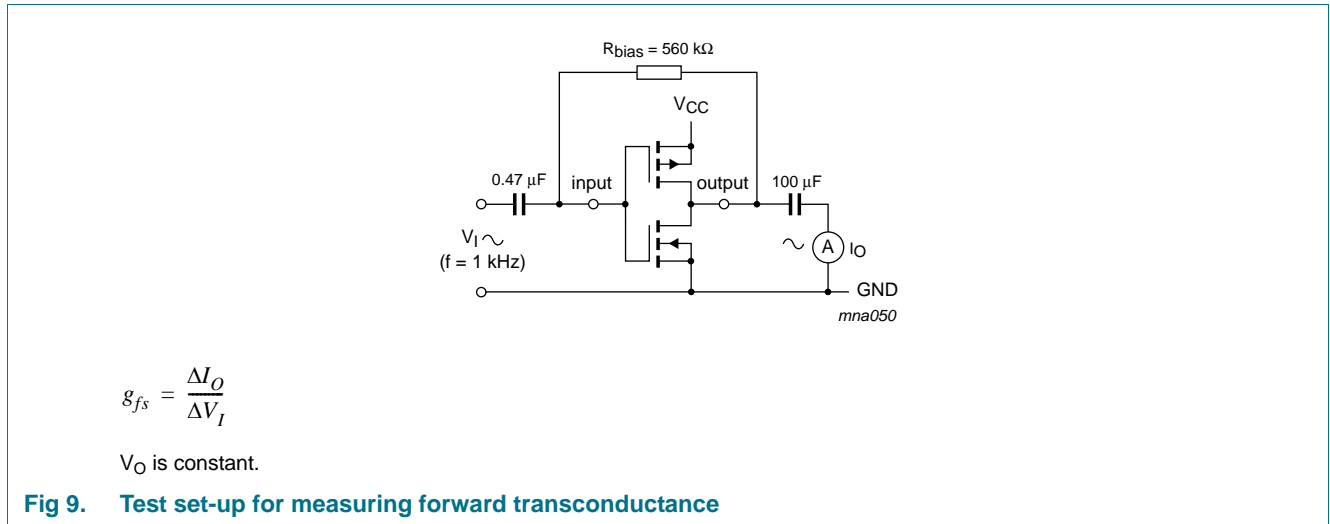 Rbias = 560 kΩ
VCC
0.47 µF
input
output
100 µF
VI ~
(f = 1 kHz)
~
A
IO
GND
mna050
gfs = ΔIO / ΔVI
VO is constant.
Fig 9. Test set-up for measuring forward transconductance